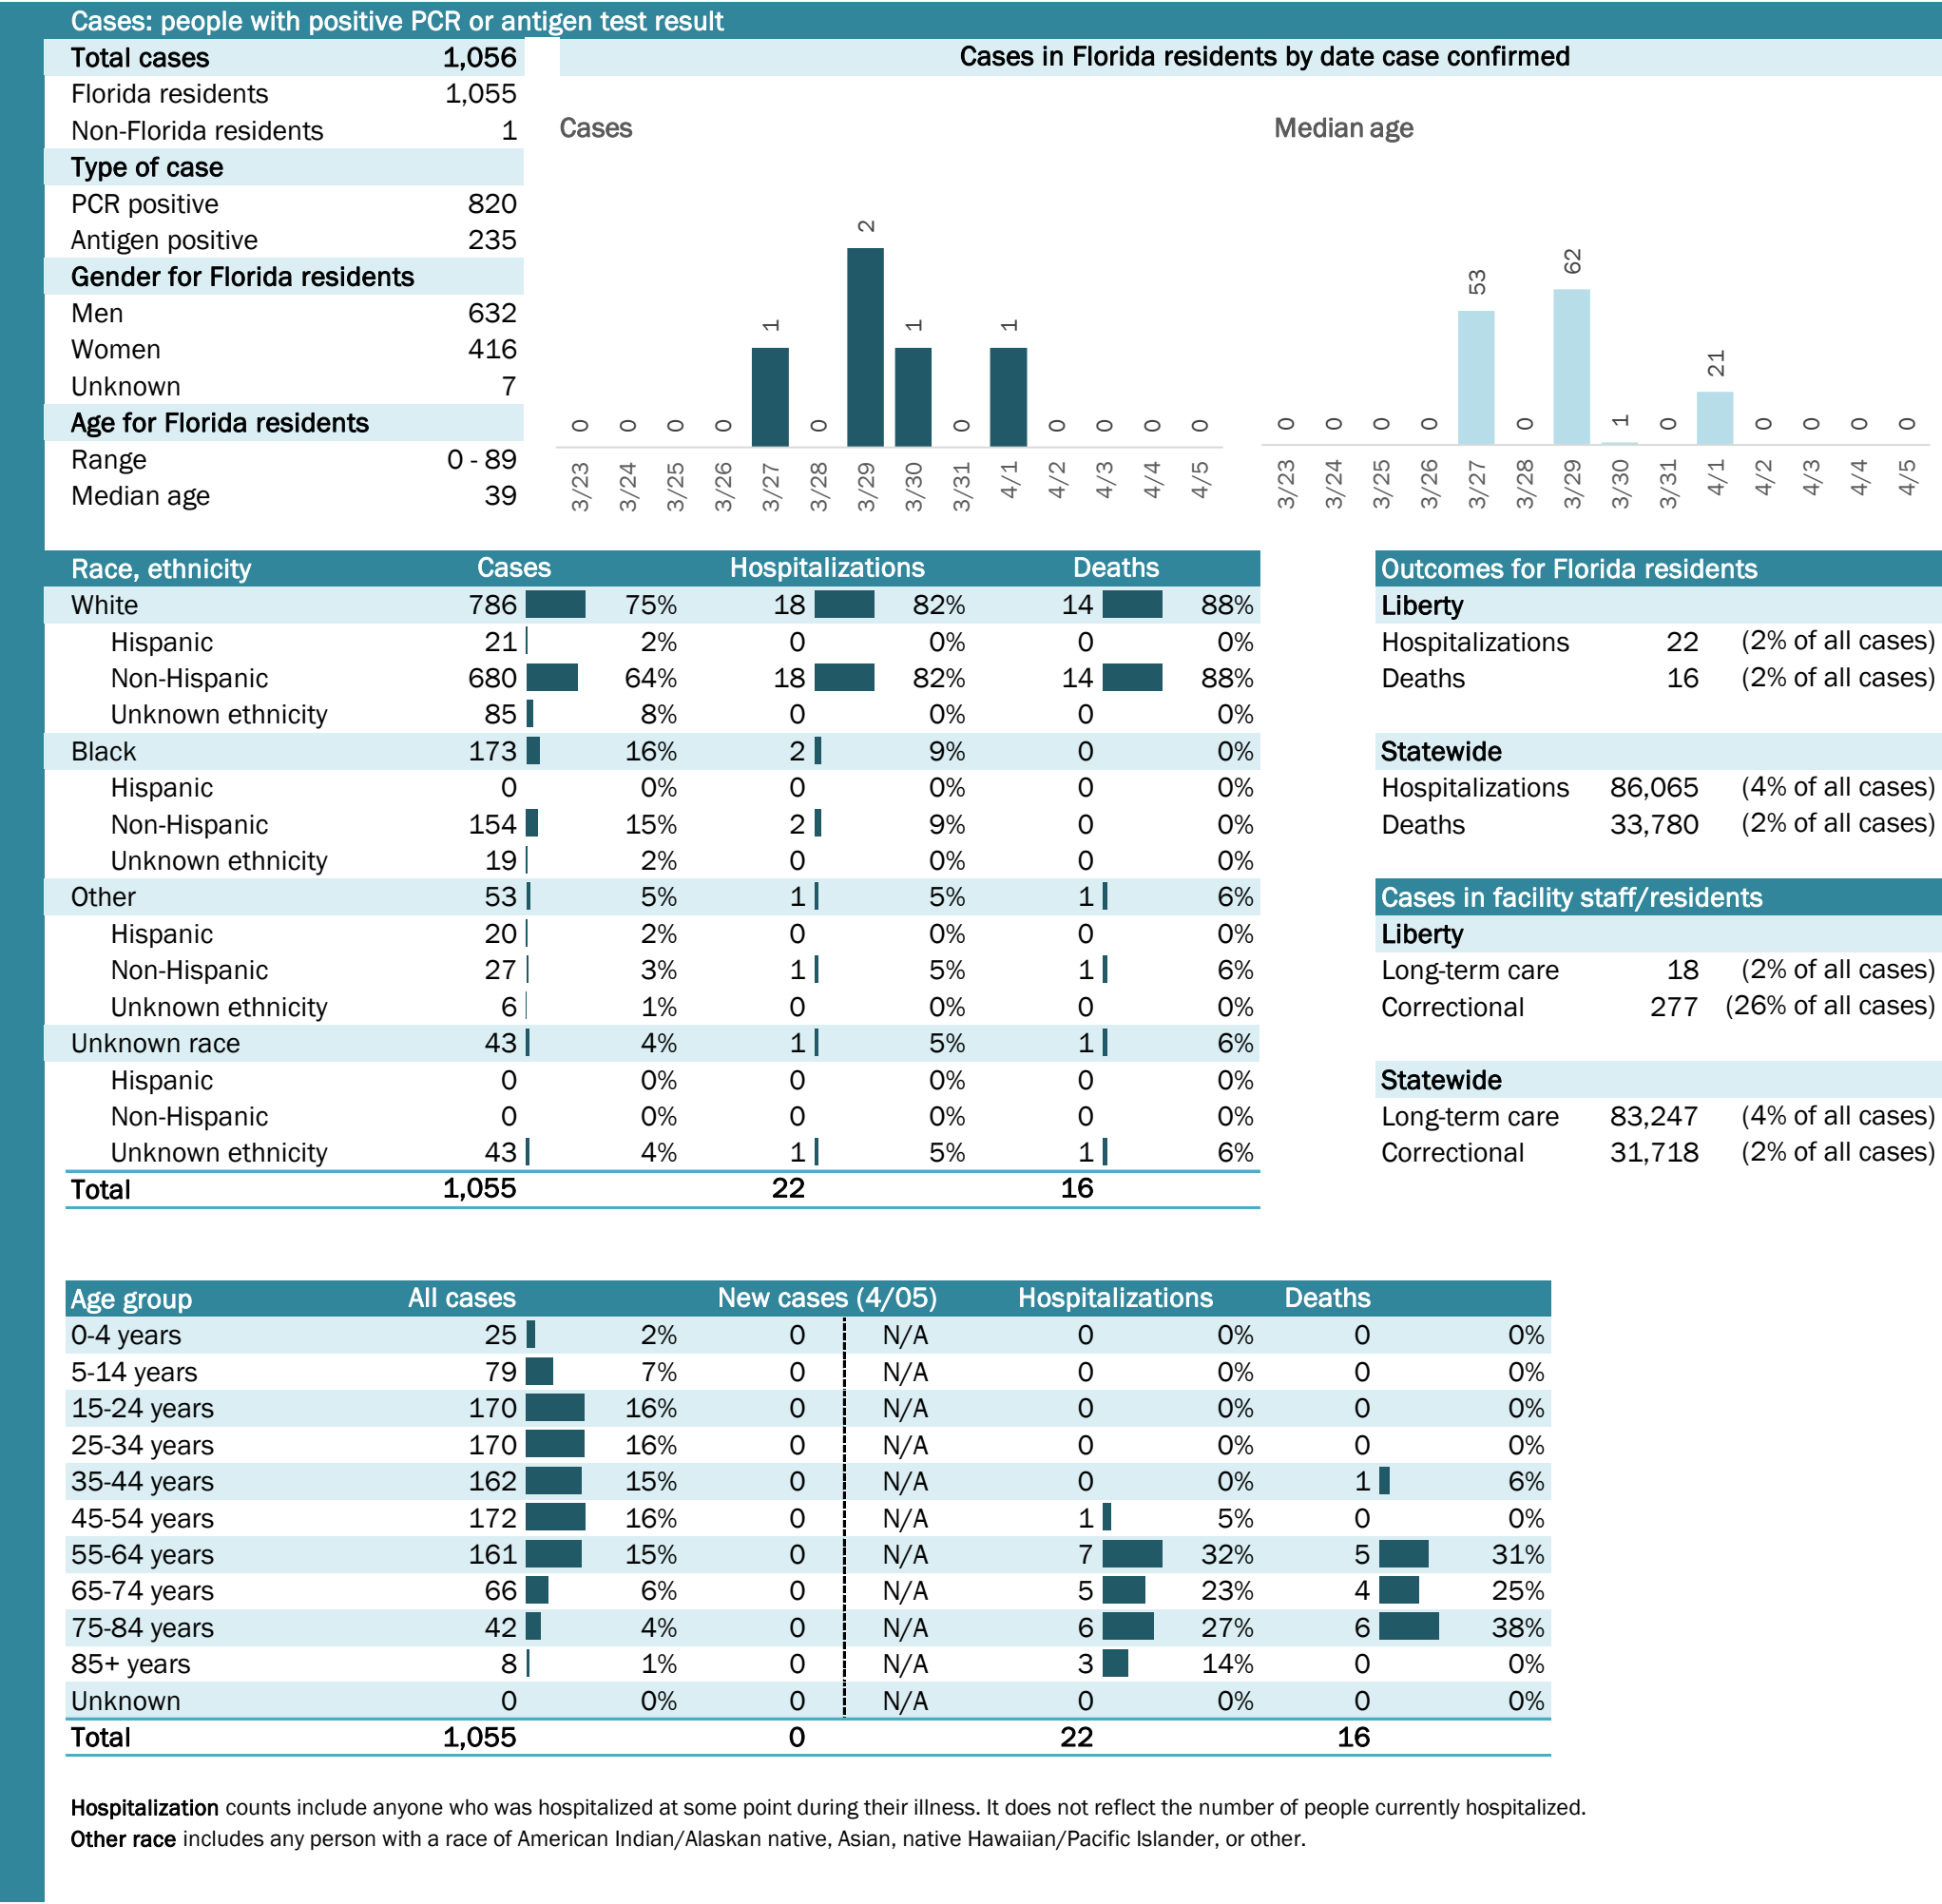 Cases: people with positive PCR or antigen test result
Total cases 1,056
Florida residents 1,055
Non-Florida residents 1
Type of case
PCR positive 820
Antigen positive 235
Gender for Florida residents
Men 632
Women 416
Unknown 7
Age for Florida residents
Range 0 - 89
Median age 39
Cases in Florida residents by date case confirmed
Cases
0 0 0 0 1 0 2 1 0 1 0 0 0 0
3/23 3/24 3/25 3/26 3/27 3/28 3/29 3/30 3/31 4/1 4/2 4/3 4/4 4/5
Median age
0 0 0 0 53 0 62 1 0 21 0 0 0 0
3/23 3/24 3/25 3/26 3/27 3/28 3/29 3/30 3/31 4/1 4/2 4/3 4/4 4/5
Race, ethnicity Cases Hospitalizations Deaths
White 786 75% 18 82% 14 88%
Hispanic 21 2% 0 0% 0 0%
Non-Hispanic 680 64% 18 82% 14 88%
Unknown ethnicity 85 8% 0 0% 0 0%
Black 173 16% 2 9% 0 0%
Hispanic 0 0% 0 0% 0 0%
Non-Hispanic 154 15% 2 9% 0 0%
Unknown ethnicity 19 2% 0 0% 0 0%
Other 53 5% 1 5% 1 6%
Hispanic 20 2% 0 0% 0 0%
Non-Hispanic 27 3% 1 5% 1 6%
Unknown ethnicity 6 1% 0 0% 0 0%
Unknown race 43 4% 1 5% 1 6%
Hispanic 0 0% 0 0% 0 0%
Non-Hispanic 0 0% 0 0% 0 0%
Unknown ethnicity 43 4% 1 5% 1 6%
Total 1,055 22 16
Outcomes for Florida residents
Liberty
Hospitalizations 22 (2% of all cases)
Deaths 16 (2% of all cases)
Statewide
Hospitalizations 86,065 (4% of all cases)
Deaths 33,780 (2% of all cases)
Cases in facility staff/residents
Liberty
Long-term care 18 (2% of all cases)
Correctional 277 (26% of all cases)
Statewide
Long-term care 83,247 (4% of all cases)
Correctional 31,718 (2% of all cases)
Age group All cases New cases (4/05) Hospitalizations Deaths
0-4 years 25 2% 0 N/A 0 0% 0 0%
5-14 years 79 7% 0 N/A 0 0% 0 0%
15-24 years 170 16% 0 N/A 0 0% 0 0%
25-34 years 170 16% 0 N/A 0 0% 0 0%
35-44 years 162 15% 0 N/A 0 0% 1 6%
45-54 years 172 16% 0 N/A 1 5% 0 0%
55-64 years 161 15% 0 N/A 7 32% 5 31%
65-74 years 66 6% 0 N/A 5 23% 4 25%
75-84 years 42 4% 0 N/A 6 27% 6 38%
85+ years 8 1% 0 N/A 3 14% 0 0%
Unknown 0 0% 0 N/A 0 0% 0 0%
Total 1,055 0 22 16
Hospitalization counts include anyone who was hospitalized at some point during their illness. It does not reflect the number of people currently hospitalized.
Other race includes any person with a race of American Indian/Alaskan native, Asian, native Hawaiian/Pacific Islander, or other.